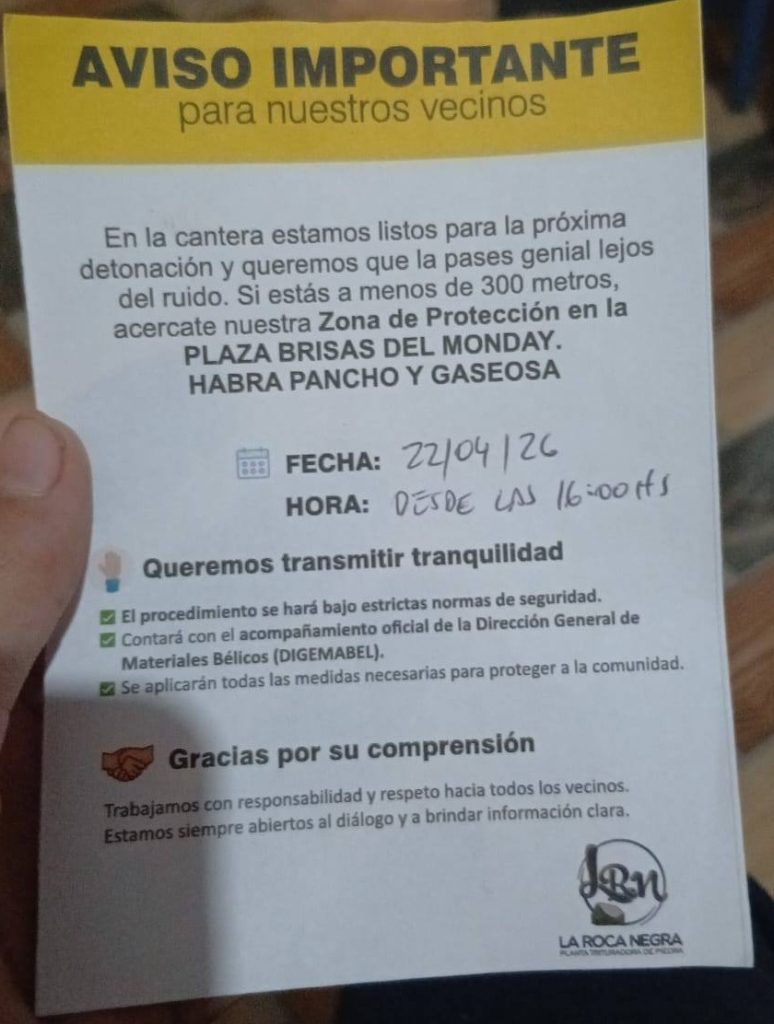 AVISO IMPORTANTE
para nuestros vecinos
En la cantera estamos listos para la próxima
detonación y queremos que la pases genial lejos
del ruido. Si estás a menos de 300 metros,
acercate nuestra Zona de Protección en la
PLAZA BRISAS DEL MONDAY.
HABRA PANCHO Y GASEOSA
FECHA: 22/04/26
HORA: DESDE LAS 16:00 HS
Queremos transmitir tranquilidad
El procedimiento se hará bajo estrictas normas de seguridad.
Contará con el acompañamiento oficial de la Dirección General de
Materiales Bélicos (DIGEMABEL).
Se aplicarán todas las medidas necesarias para proteger a la comunidad.
Gracias por su comprensión
Trabajamos con responsabilidad y respeto hacia todos los vecinos.
Estamos siempre abiertos al diálogo y a brindar información clara.
LRN
LA ROCA NEGRA
PLANTA TRITURADORA DE PIEDRA